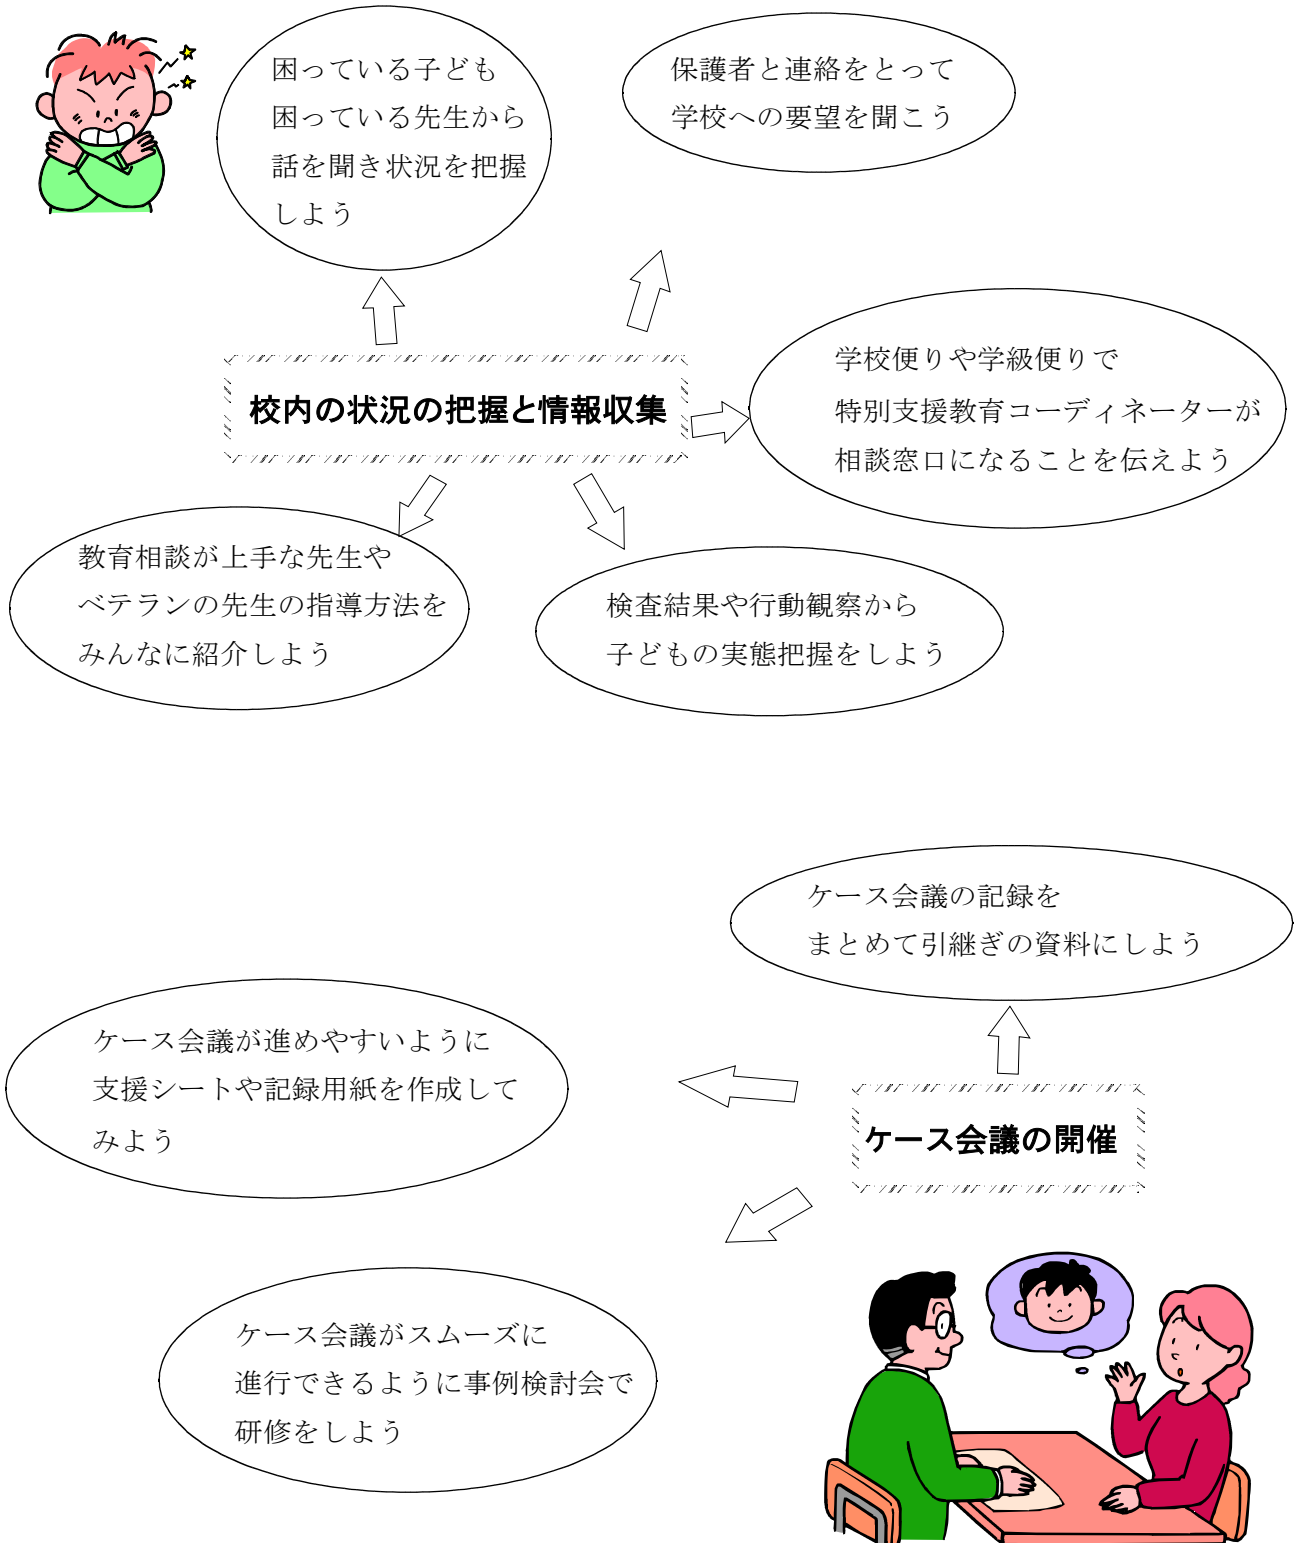 困っている子ども
困っている先生から
話を聞き状況を把握
しよう
保護者と連絡をとって
学校への要望を聞こう
校内の状況の把握と情報収集
学校便りや学級便りで
特別支援教育コーディネーターが
相談窓口になることを伝えよう
教育相談が上手な先生や
ベテランの先生の指導方法を
みんなに紹介しよう
検査結果や行動観察から
子どもの実態把握をしよう
ケース会議の記録を
まとめて引継ぎの資料にしよう
ケース会議が進めやすいように
支援シートや記録用紙を作成して
みよう
ケース会議の開催
ケース会議がスムーズに
進行できるように事例検討会で
研修をしよう